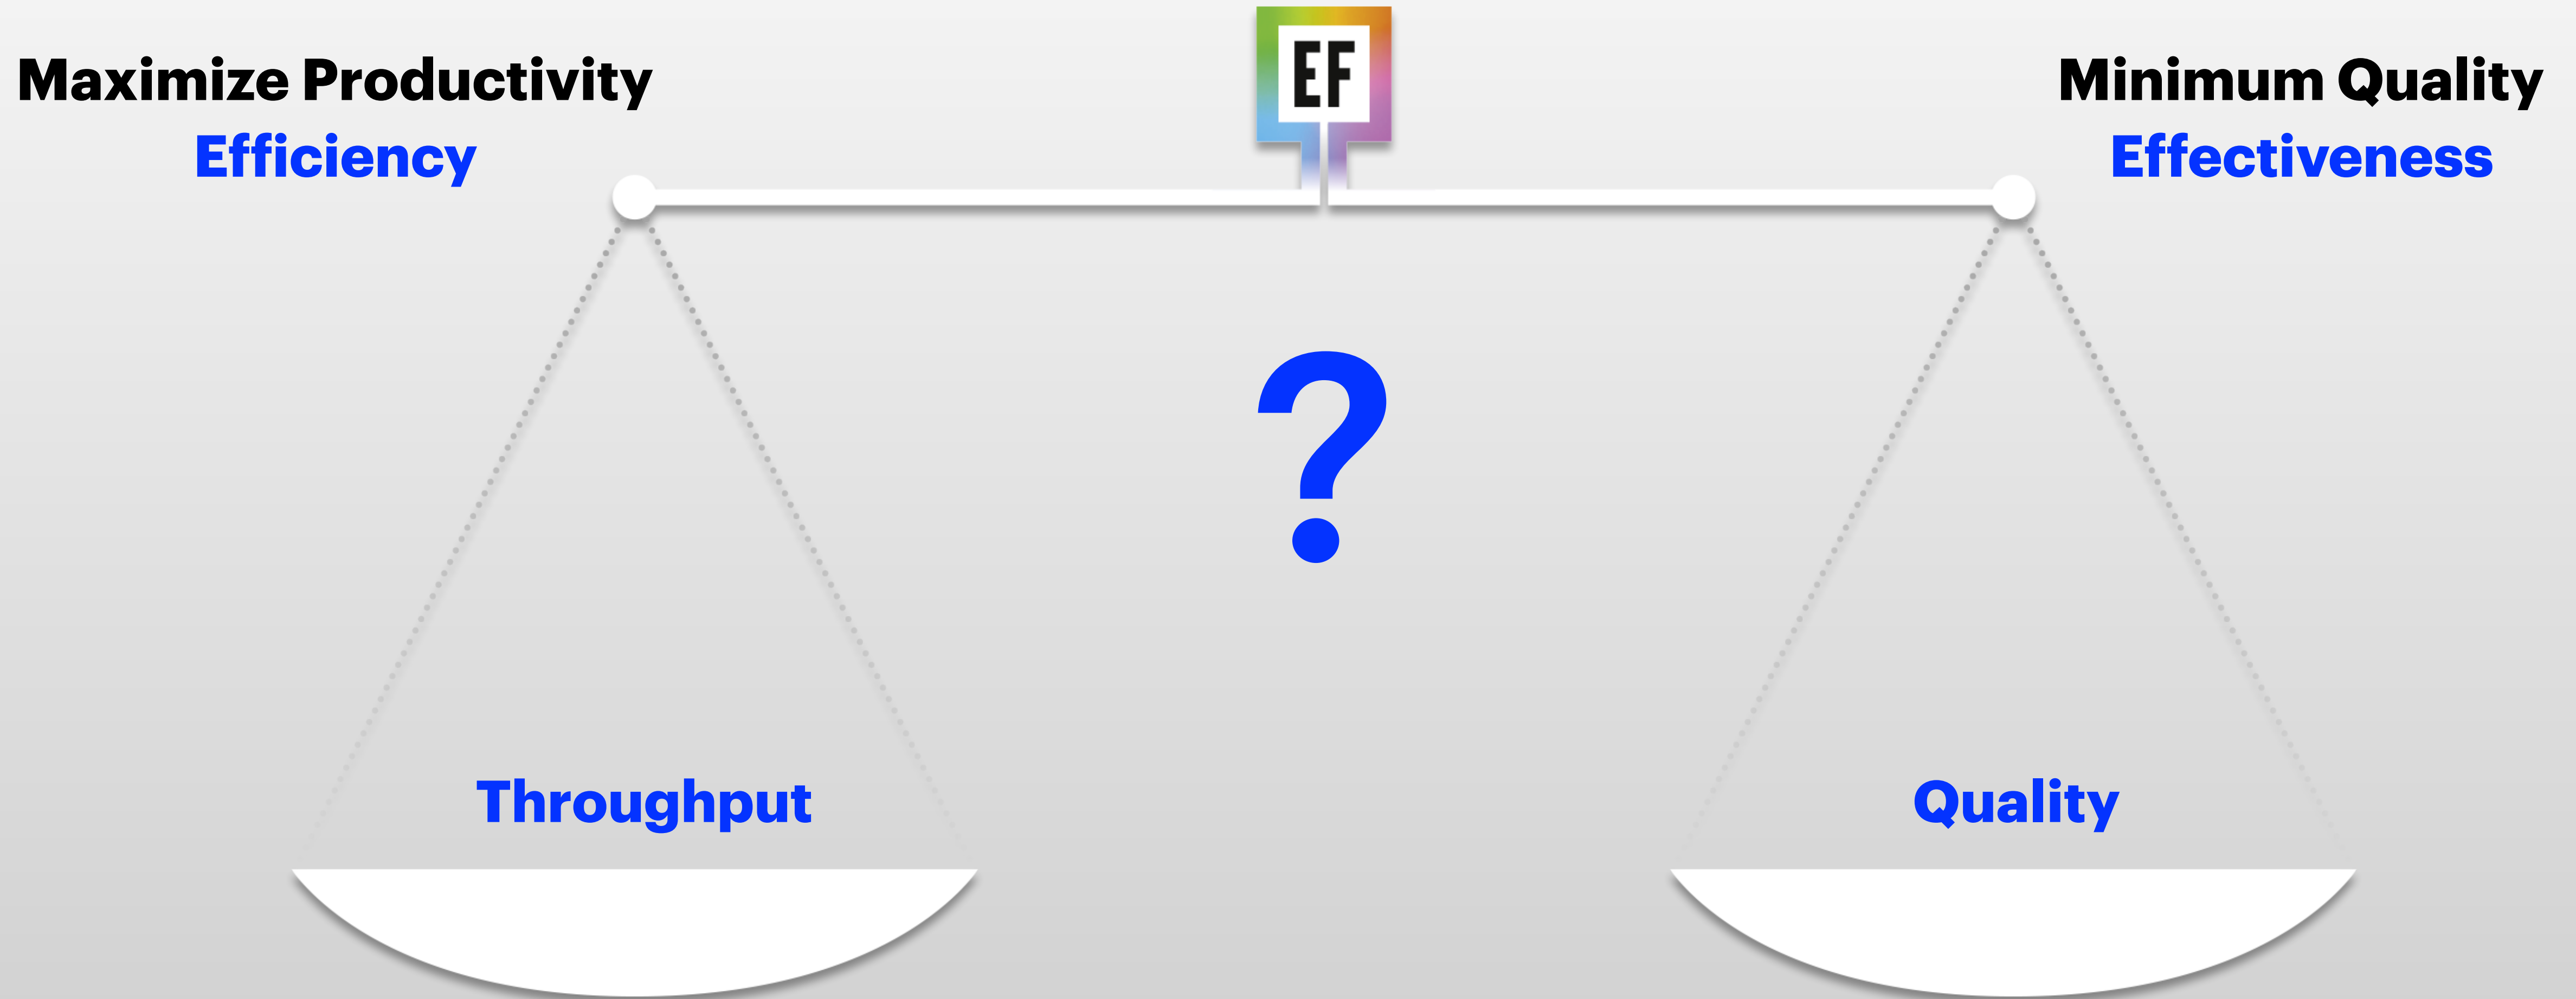 EF
Maximize Productivity
Efficiency
Minimum Quality
Effectiveness
?
Throughput
Quality